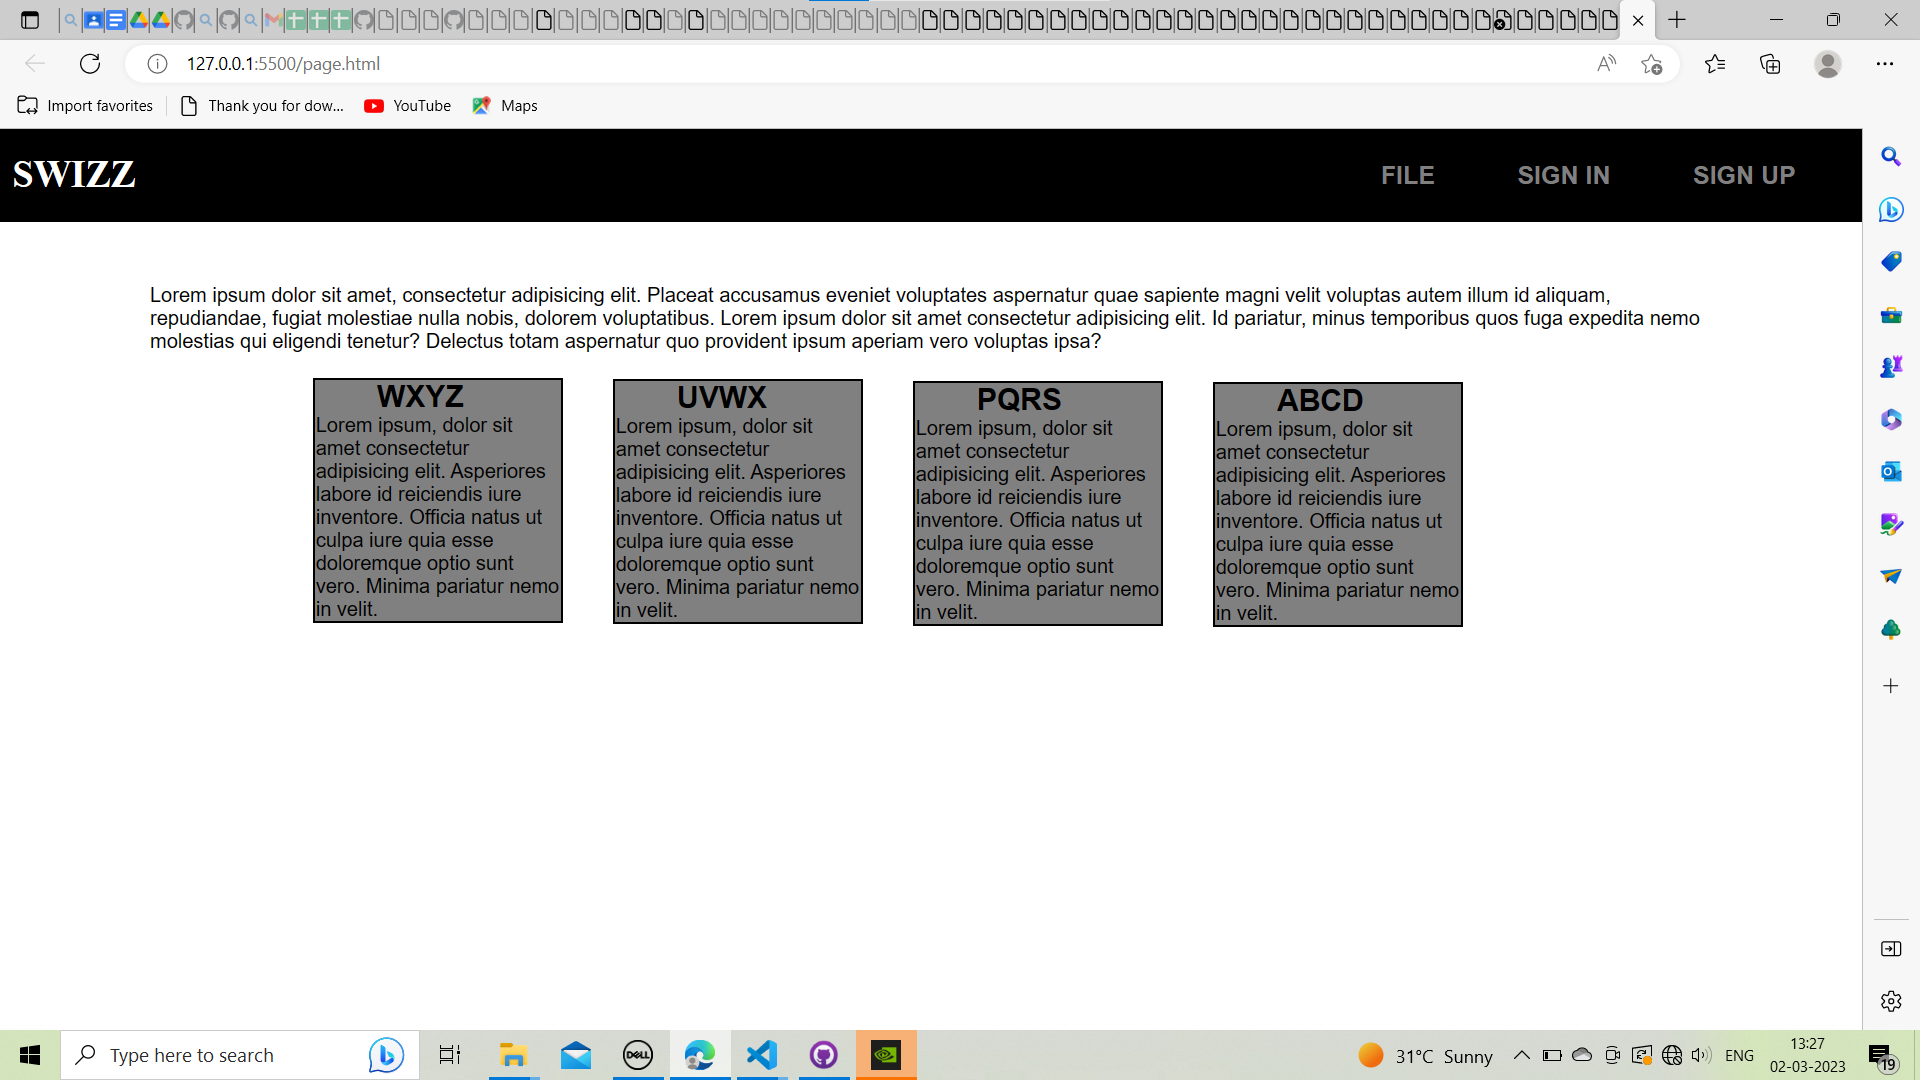 127.0.0.1:5500/page.html
Import favorites
Thank you for dow...
YouTube
Maps
SWIZZ
FILE
SIGN IN
SIGN UP
Lorem ipsum dolor sit amet, consectetur adipisicing elit. Placeat accusamus eveniet voluptates aspernatur quae sapiente magni velit voluptas autem illum id aliquam,
repudiandae, fugiat molestiae nulla nobis, dolorem voluptatibus. Lorem ipsum dolor sit amet consectetur adipisicing elit. Id pariatur, minus temporibus quos fuga expedita nemo
molestias qui eligendi tenetur? Delectus totam aspernatur quo provident ipsum aperiam vero voluptas ipsa?
WXYZ
Lorem ipsum, dolor sit
amet consectetur
adipisicing elit. Asperiores
labore id reiciendis iure
inventore. Officia natus ut
culpa iure quia esse
doloremque optio sunt
vero. Minima pariatur nemo
in velit.
UVWX
Lorem ipsum, dolor sit
amet consectetur
adipisicing elit. Asperiores
labore id reiciendis iure
inventore. Officia natus ut
culpa iure quia esse
doloremque optio sunt
vero. Minima pariatur nemo
in velit.
PQRS
Lorem ipsum, dolor sit
amet consectetur
adipisicing elit. Asperiores
labore id reiciendis iure
inventore. Officia natus ut
culpa iure quia esse
doloremque optio sunt
vero. Minima pariatur nemo
in velit.
ABCD
Lorem ipsum, dolor sit
amet consectetur
adipisicing elit. Asperiores
labore id reiciendis iure
inventore. Officia natus ut
culpa iure quia esse
doloremque optio sunt
vero. Minima pariatur nemo
in velit.
Type here to search
DELL
31°C Sunny
ENG
13:27
02-03-2023
19